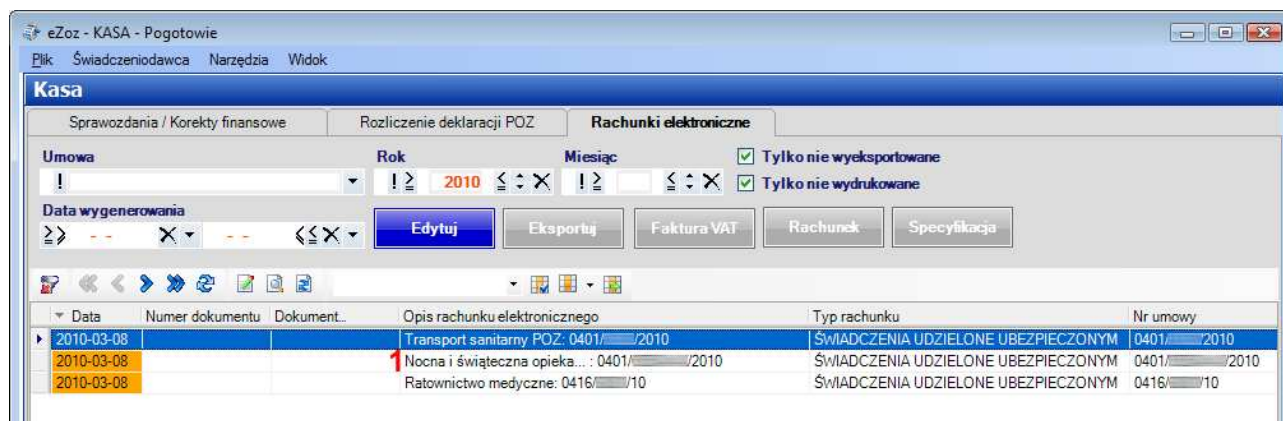 eZoz - KASA - Pogotowie
Plik Świadczeniodawca Narzędzia Widok
Kasa
Sprawozdania / Korekty finansowe Rozliczenie deklaracji POZ Rachunki elektroniczne
Umowa Rok Miesiąc Tylko nie wyeksportowane
! ! ≥ 2010 ≤ ! ≥ ≤ Tylko nie wydrukowane
Data wygenerowania
- - - - Edytuj Eksportuj Faktura VAT Rachunek Specyfikacja
Data Numer dokumentu Dokument... Opis rachunku elektronicznego Typ rachunku Nr umowy
2010-03-08 Transport sanitarny POZ: 0401/ /2010 ŚWIADCZENIA UDZIELONE UBEZPIECZONYM 0401/ /2010
2010-03-08 1 Nocna i świąteczna opieka... : 0401/ /2010 ŚWIADCZENIA UDZIELONE UBEZPIECZONYM 0401/ /2010
2010-03-08 Ratownictwo medyczne: 0416/ /10 ŚWIADCZENIA UDZIELONE UBEZPIECZONYM 0416/ /10